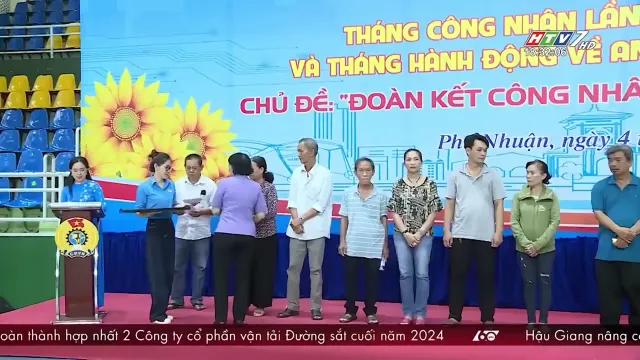 THÁNG CÔNG NHÂN LẦN
VÀ THÁNG HÀNH ĐỘNG VỀ
CHỦ ĐỀ: "ĐOÀN KẾT CÔNG NHÂ
Phú Nhuận, ngày 4
HTV7 HD
oàn thành hợp nhất 2 Công ty cổ phần vận tải Đường sắt cuối năm 2024
60
Hậu Giang nâng c